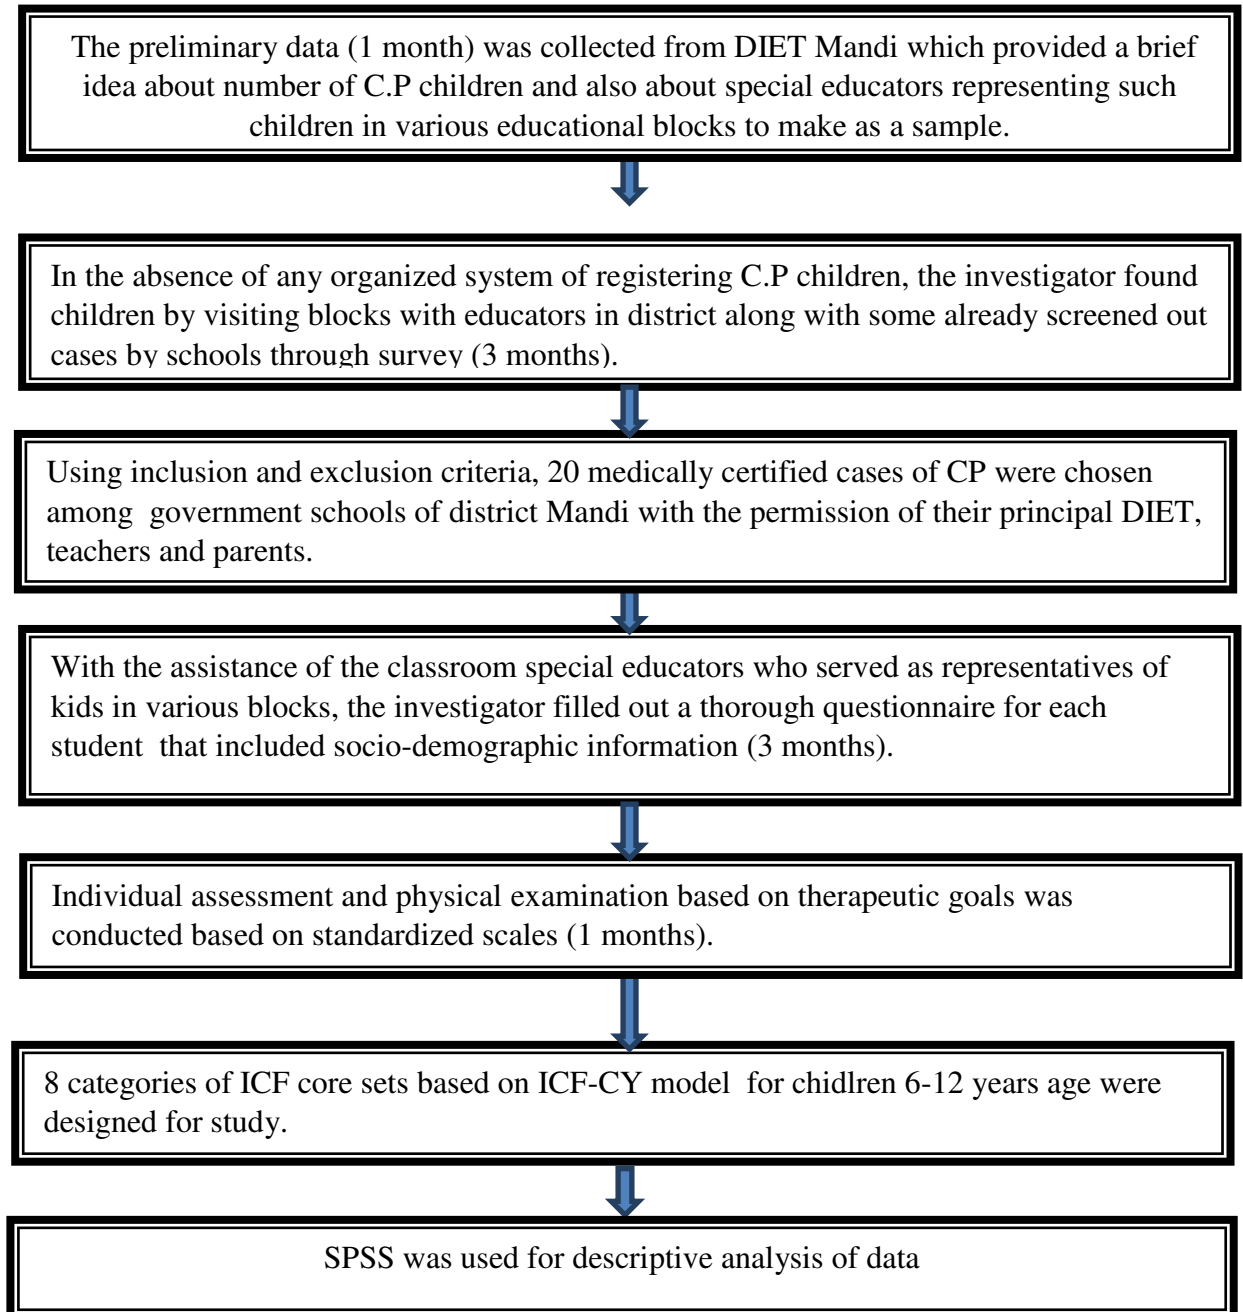 The preliminary data (1 month) was collected from DIET Mandi which provided a brief
idea about number of C.P children and also about special educators representing such
children in various educational blocks to make as a sample.
In the absence of any organized system of registering C.P children, the investigator found
children by visiting blocks with educators in district along with some already screened out
cases by schools through survey (3 months).
Using inclusion and exclusion criteria, 20 medically certified cases of CP were chosen
among government schools of district Mandi with the permission of their principal DIET,
teachers and parents.
With the assistance of the classroom special educators who served as representatives of
kids in various blocks, the investigator filled out a thorough questionnaire for each
student that included socio-demographic information (3 months).
Individual assessment and physical examination based on therapeutic goals was
conducted based on standardized scales (1 months).
8 categories of ICF core sets based on ICF-CY model for chidlren 6-12 years age were
designed for study.
SPSS was used for descriptive analysis of data